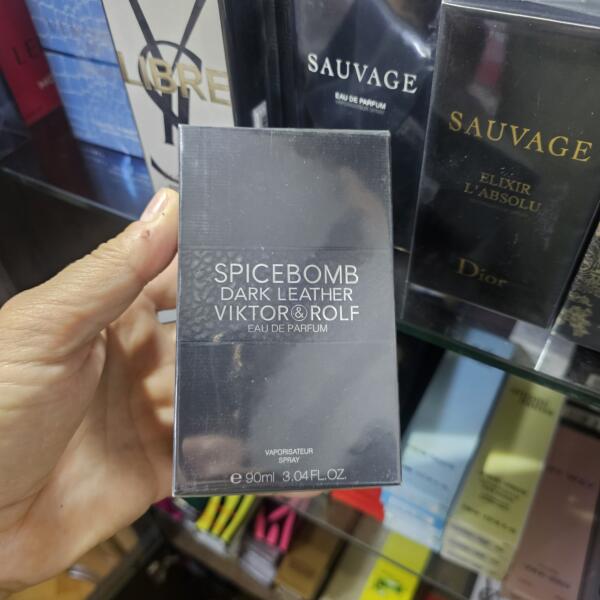 LIBRE
SAUVAGE
EAU DE PARFUM
SAUVAGE
ELIXIR
L'ABSOLU
Dior
SPICEBOMB
DARK LEATHER
VIKTOR&ROLF
EAU DE PARFUM
VAPORISATEUR
SPRAY
e 90ml 3.04FL.OZ.